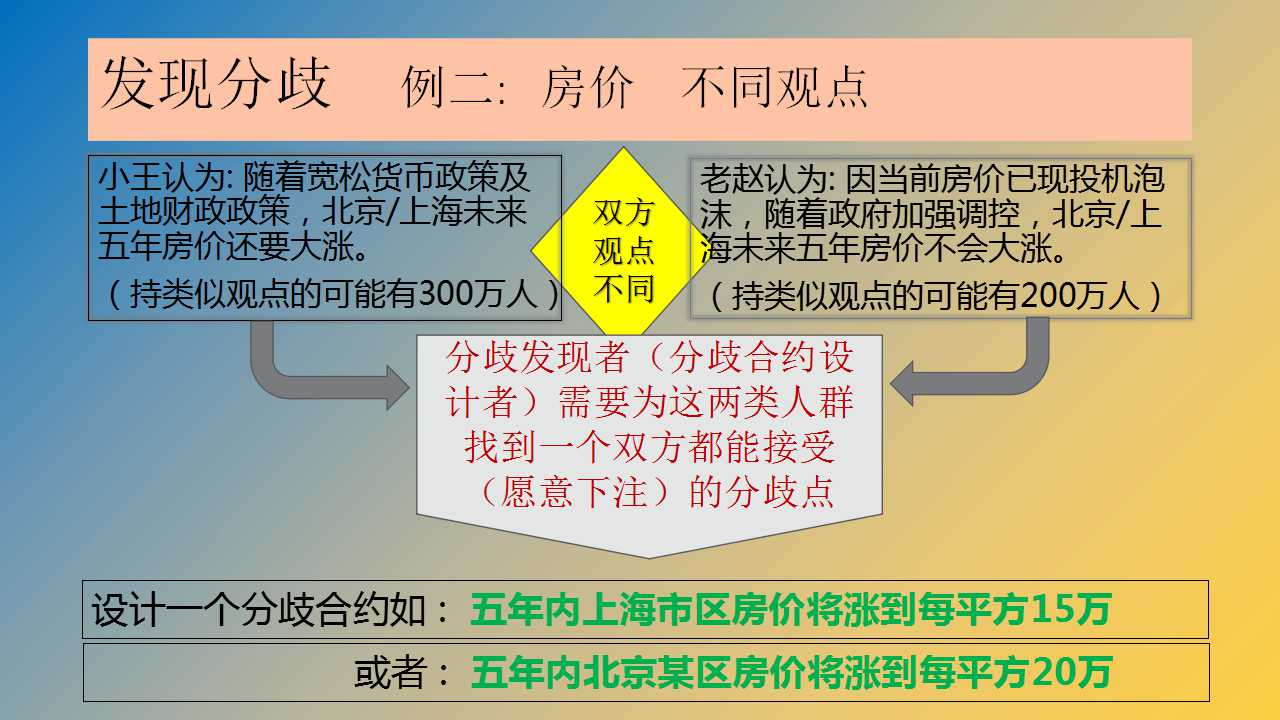 发现分歧 例二: 房价 不同观点
小王认为: 随着宽松货币政策及
土地财政政策，北京/上海未来
五年房价还要大涨。
（持类似观点的可能有300万人）
双方
观点
不同
老赵认为: 因当前房价已现投机泡
沫，随着政府加强调控，北京/上
海未来五年房价不会大涨。
（持类似观点的可能有200万人）
分歧发现者（分歧合约设
计者）需要为这两类人群
找到一个双方都能接受
（愿意下注）的分歧点
设计一个分歧合约如： 五年内上海市区房价将涨到每平方15万
或者： 五年内北京某区房价将涨到每平方20万